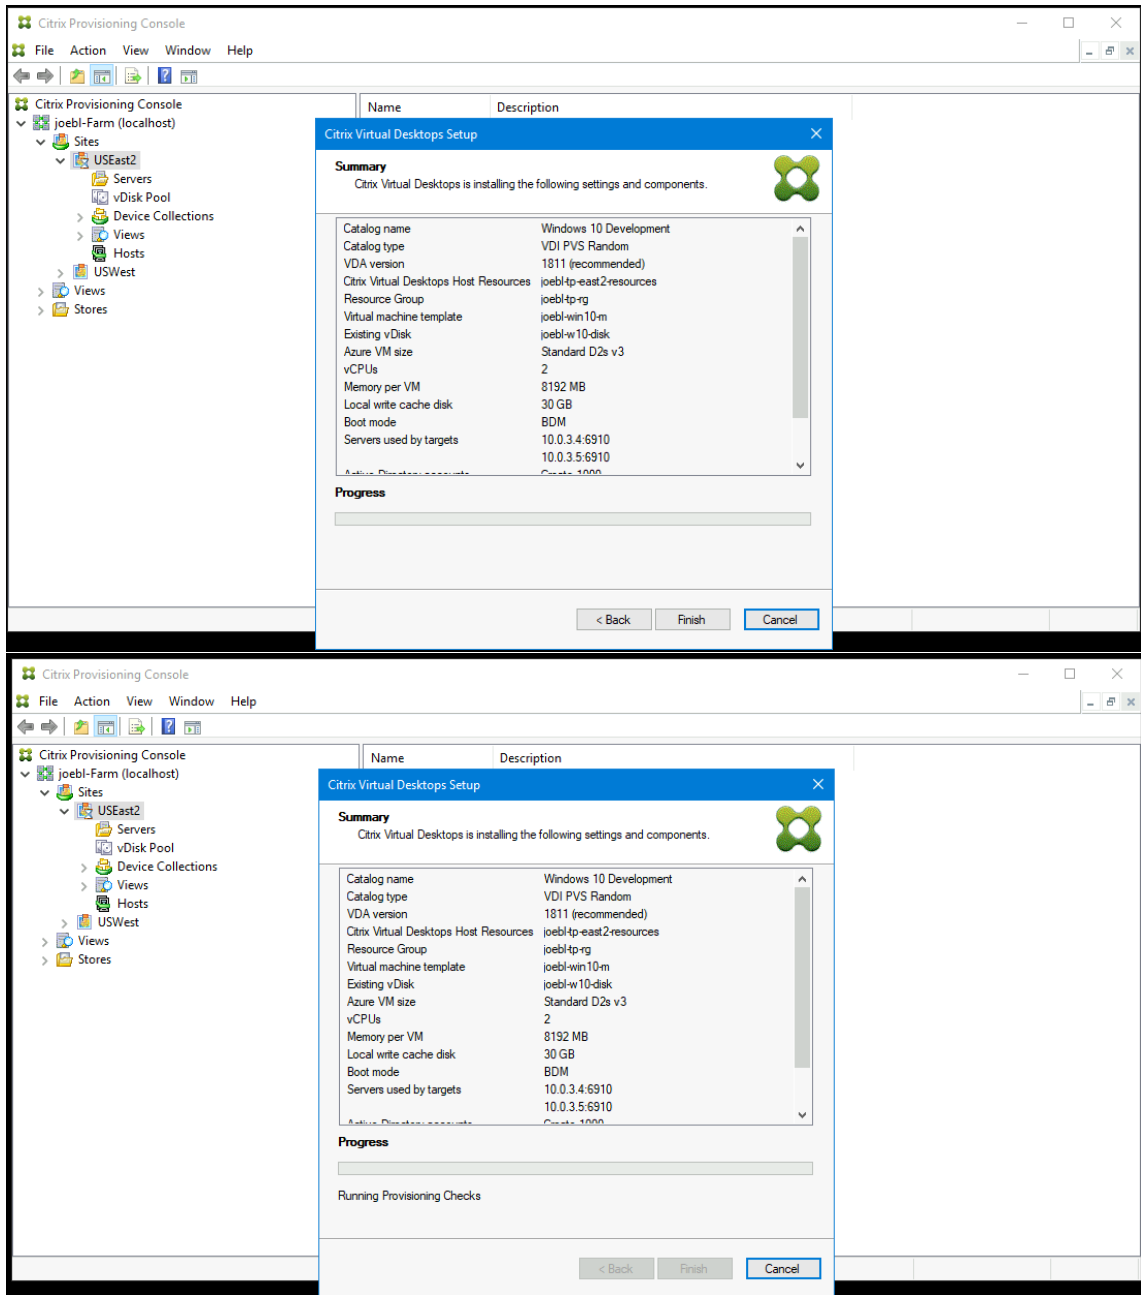 Citrix Provisioning Console
File Action View Window Help
Citrix Provisioning Console
joebl-Farm (localhost)
Sites
USEast2
Servers
vDisk Pool
Device Collections
Views
Hosts
USWest
Views
Stores
Name Description
Citrix Virtual Desktops Setup
Summary
Citrix Virtual Desktops is installing the following settings and components.
Catalog name Windows 10 Development
Catalog type VDI PVS Random
VDA version 1811 (recommended)
Citrix Virtual Desktops Host Resources joebl-tp-east2-resources
Resource Group joebl-tp-rg
Virtual machine template joebl-win10-m
Existing vDisk joebl-w10-disk
Azure VM size Standard D2s v3
vCPUs 2
Memory per VM 8192 MB
Local write cache disk 30 GB
Boot mode BDM
Servers used by targets 10.0.3.4:6910
10.0.3.5:6910
Active Directory accounts Create 1000
Progress
< Back Finish Cancel
Citrix Provisioning Console
File Action View Window Help
Citrix Provisioning Console
joebl-Farm (localhost)
Sites
USEast2
Servers
vDisk Pool
Device Collections
Views
Hosts
USWest
Views
Stores
Name Description
Citrix Virtual Desktops Setup
Summary
Citrix Virtual Desktops is installing the following settings and components.
Catalog name Windows 10 Development
Catalog type VDI PVS Random
VDA version 1811 (recommended)
Citrix Virtual Desktops Host Resources joebl-tp-east2-resources
Resource Group joebl-tp-rg
Virtual machine template joebl-win10-m
Existing vDisk joebl-w10-disk
Azure VM size Standard D2s v3
vCPUs 2
Memory per VM 8192 MB
Local write cache disk 30 GB
Boot mode BDM
Servers used by targets 10.0.3.4:6910
10.0.3.5:6910
Active Directory accounts Create 1000
Progress
Running Provisioning Checks
< Back Finish Cancel